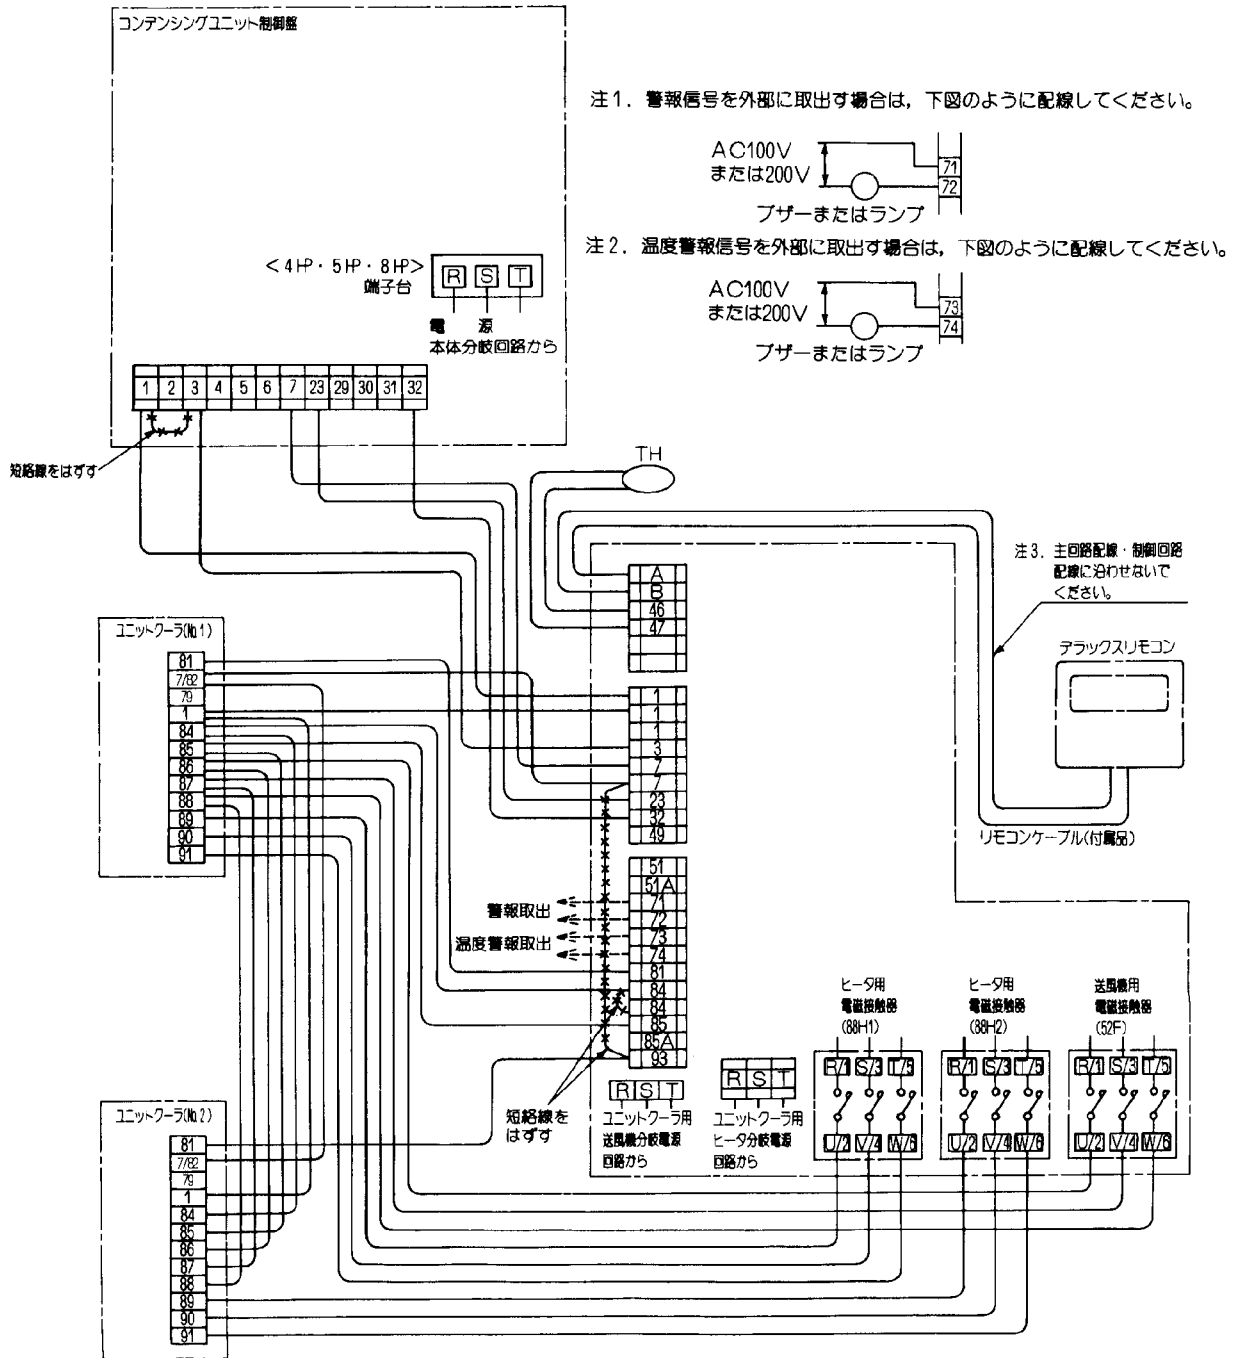 コンデンシングユニット制御盤
注1. 警報信号を外部に取出す場合は，下図のように配線してください。
AC100V
または200V
71
72
ブザーまたはランプ
注2. 温度警報信号を外部に取出す場合は，下図のように配線してください。
AC100V
または200V
73
74
ブザーまたはランプ
<4HP・5HP・8HP>
端子台
R S T
電 源
本体分岐回路から
1 2 3 4 5 6 7 23 29 30 31 32
短絡線をはずす
TH
注3. 主回路配線・制御回路
配線に沿わせないで
ください。
デラックスリモコン
リモコンケーブル(付属品)
A
B
46
47
1
1
1
3
7
7
23
32
49
51
51A
71
72
73
74
81
84
84
85
85A
93
警報取出
温度警報取出
短絡線を
はずす
ユニットクーラ(№1)
81
7/82
79
1
84
85
86
87
88
89
90
91
ユニットクーラ(№2)
81
7/82
79
1
84
85
86
87
88
89
90
91
R S T
ユニットクーラ用
送風機分岐電源
回路から
R S T
ユニットクーラ用
ヒータ分岐電源
回路から
ヒータ用
電磁接触器
(88H1)
R/1 S/3 T/5
U/2 V/4 W/6
ヒータ用
電磁接触器
(88H2)
R/1 S/3 T/5
U/2 V/4 W/6
送風機用
電磁接触器
(52F)
R/1 S/3 T/5
U/2 V/4 W/6